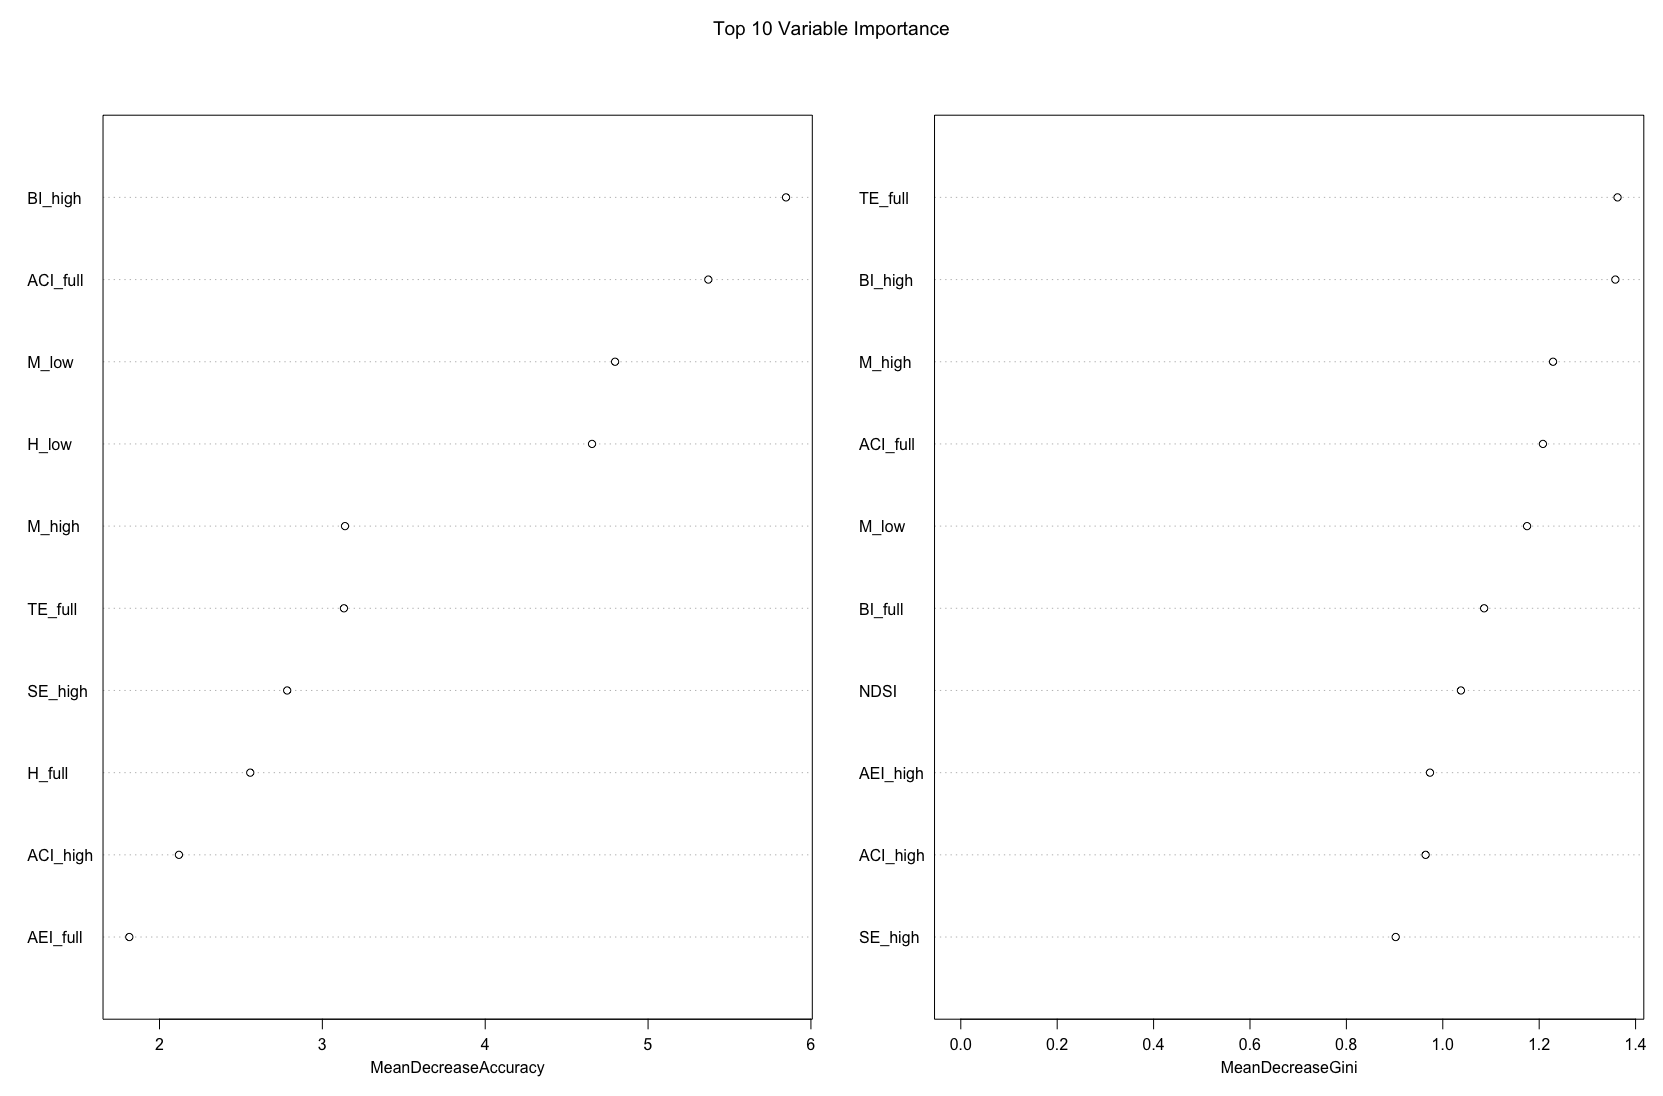 Top 10 Variable Importance
BI_high
ACI_full
M_low
H_low
M_high
TE_full
SE_high
H_full
ACI_high
AEI_full
2 3 4 5 6
MeanDecreaseAccuracy
TE_full
BI_high
M_high
ACI_full
M_low
BI_full
NDSI
AEI_high
ACI_high
SE_high
0.0 0.2 0.4 0.6 0.8 1.0 1.2 1.4
MeanDecreaseGini